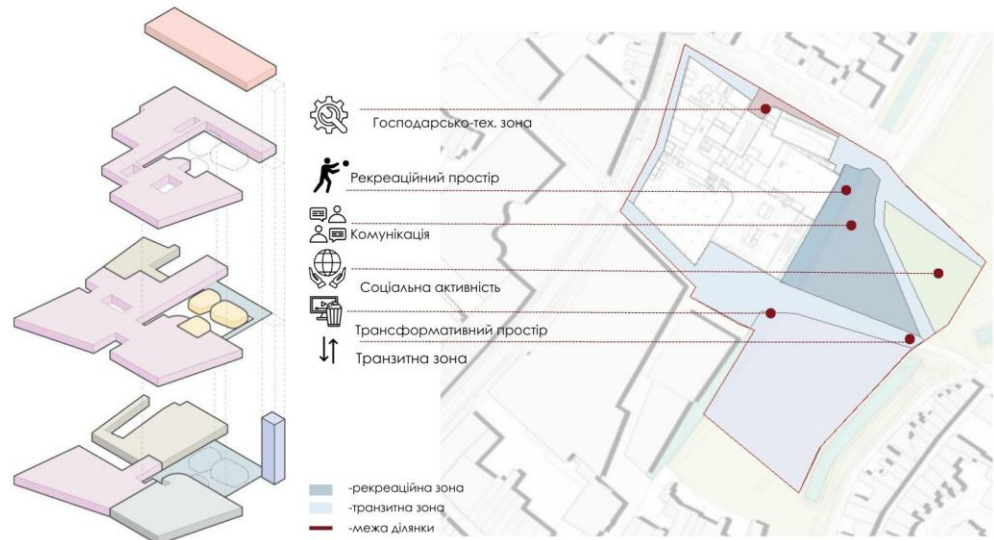 Господарсько-тех. зона
Рекреаційний простір
Комунікація
Соціальна активність
Трансформативний простір
Транзитна зона
-рекреаційна зона
-транзитна зона
-межа ділянки